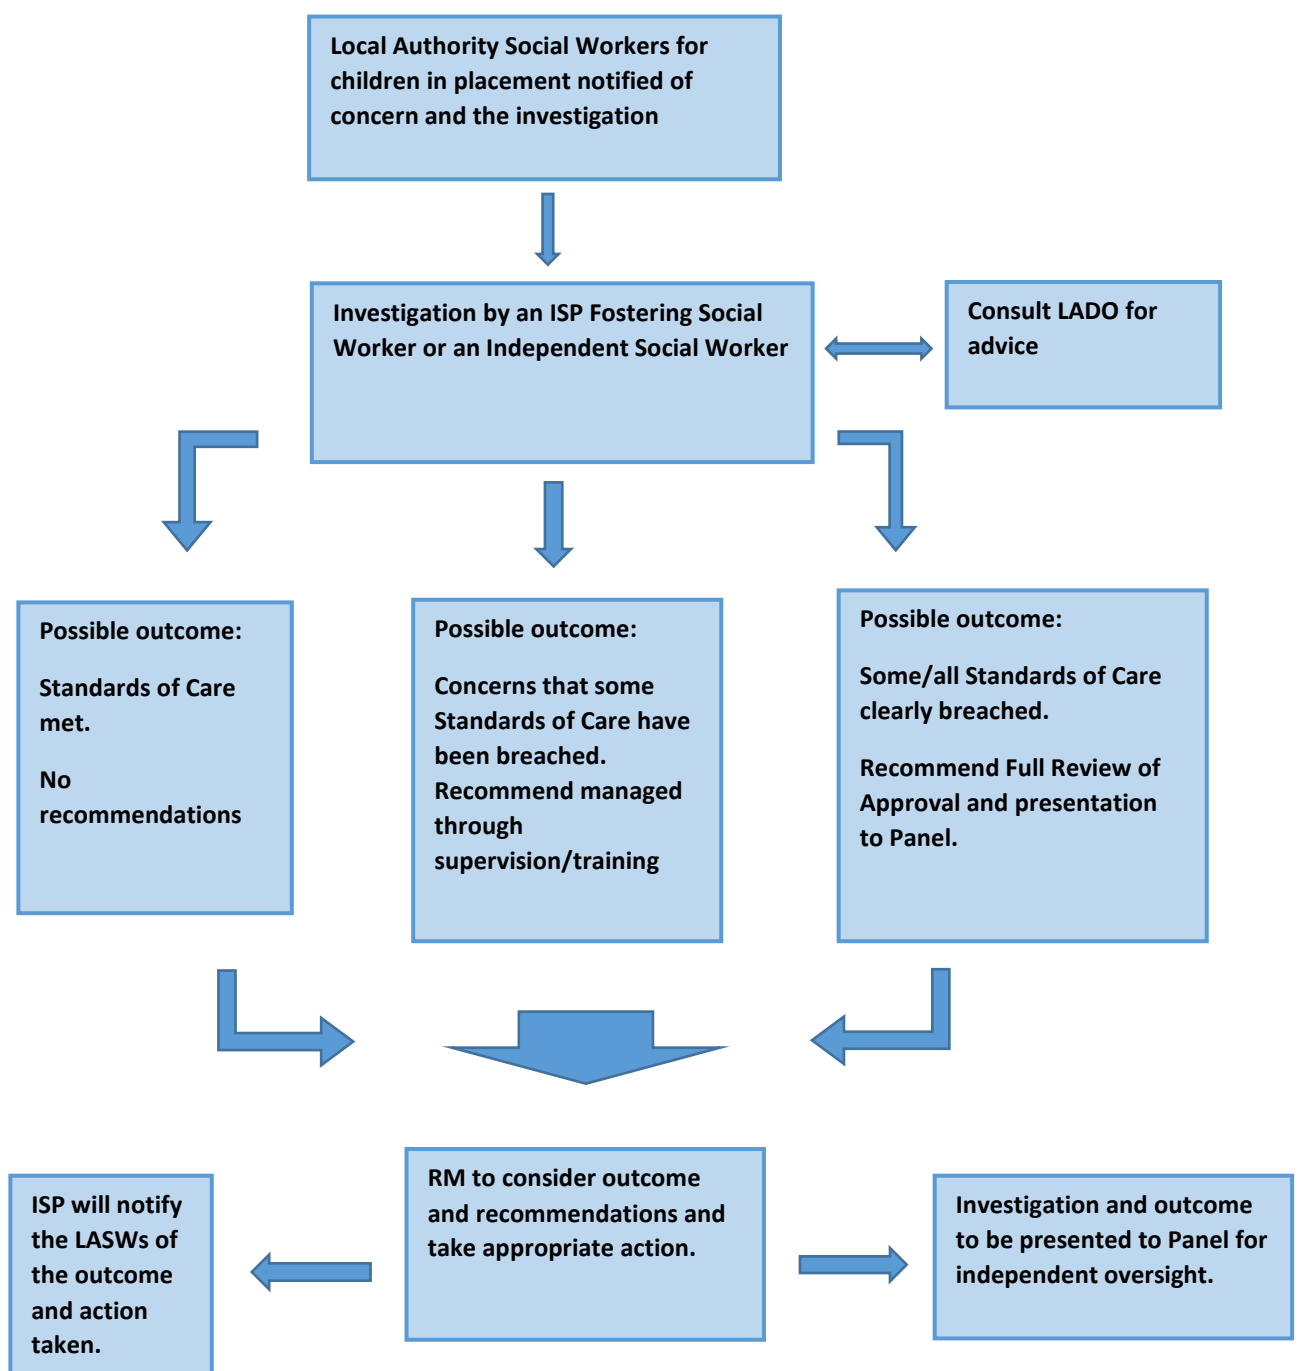 Local Authority Social Workers for
children in placement notified of
concern and the investigation
Investigation by an ISP Fostering Social
Worker or an Independent Social Worker
Consult LADO for
advice
Possible outcome:
Standards of Care
met.
No
recommendations
Possible outcome:
Concerns that some
Standards of Care have
been breached.
Recommend managed
through
supervision/training
Possible outcome:
Some/all Standards of Care
clearly breached.
Recommend Full Review of
Approval and presentation
to Panel.
ISP will notify
the LASWs of
the outcome
and action
taken.
RM to consider outcome
and recommendations and
take appropriate action.
Investigation and outcome
to be presented to Panel for
independent oversight.